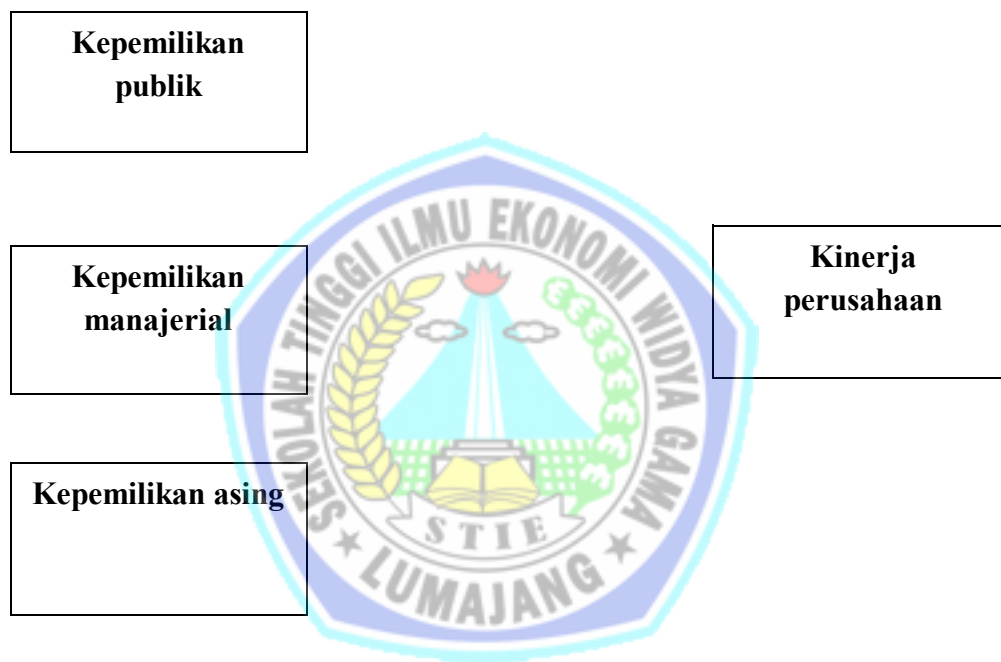 Kepemilikan
publik
Kepemilikan
manajerial
Kepemilikan asing
Kinerja
perusahaan
SEKOLAH TINGGI ILMU EKONOMI WIDYA GAMA
STIE
LUMAJANG